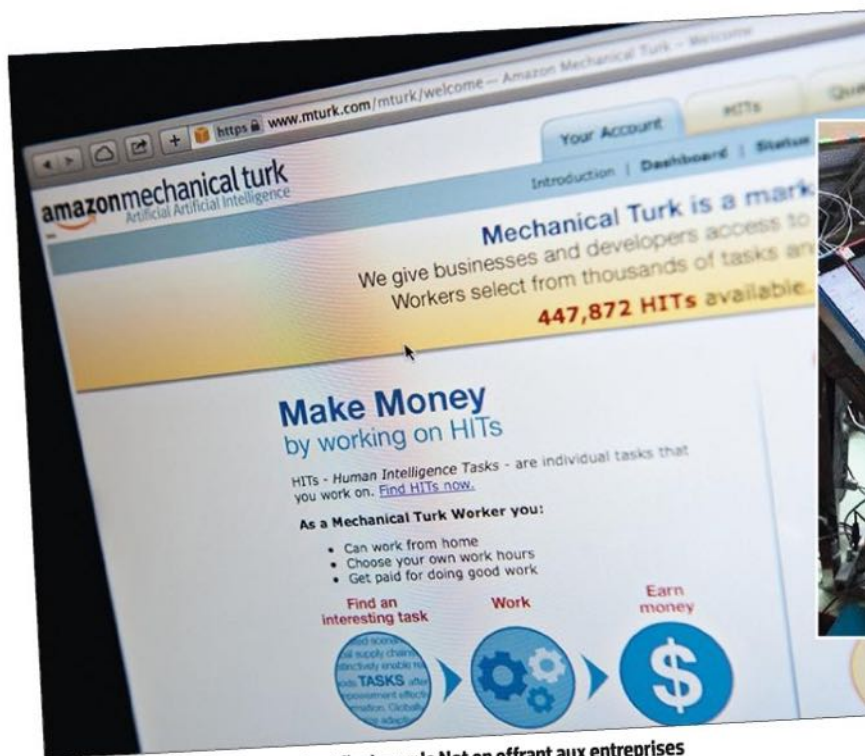 https www.mturk.com/mturk/welcome — Amazon Mechanical Turk – Welcome
Your Account
HITs
amazonmechanical turk
Artificial Artificial Intelligence
Introduction | Dashboard | Status
Mechanical Turk is a mark
We give businesses and developers access to
Workers select from thousands of tasks an
447,872 HITs available.
Make Money
by working on HITs
HITs - Human Intelligence Tasks - are individual tasks that
you work on. Find HITs now.
As a Mechanical Turk Worker you:
• Can work from home
• Choose your own work hours
• Get paid for doing good work
Find an
interesting task
Work
Earn
money
TASKS
$
Net en offrant aux entreprises